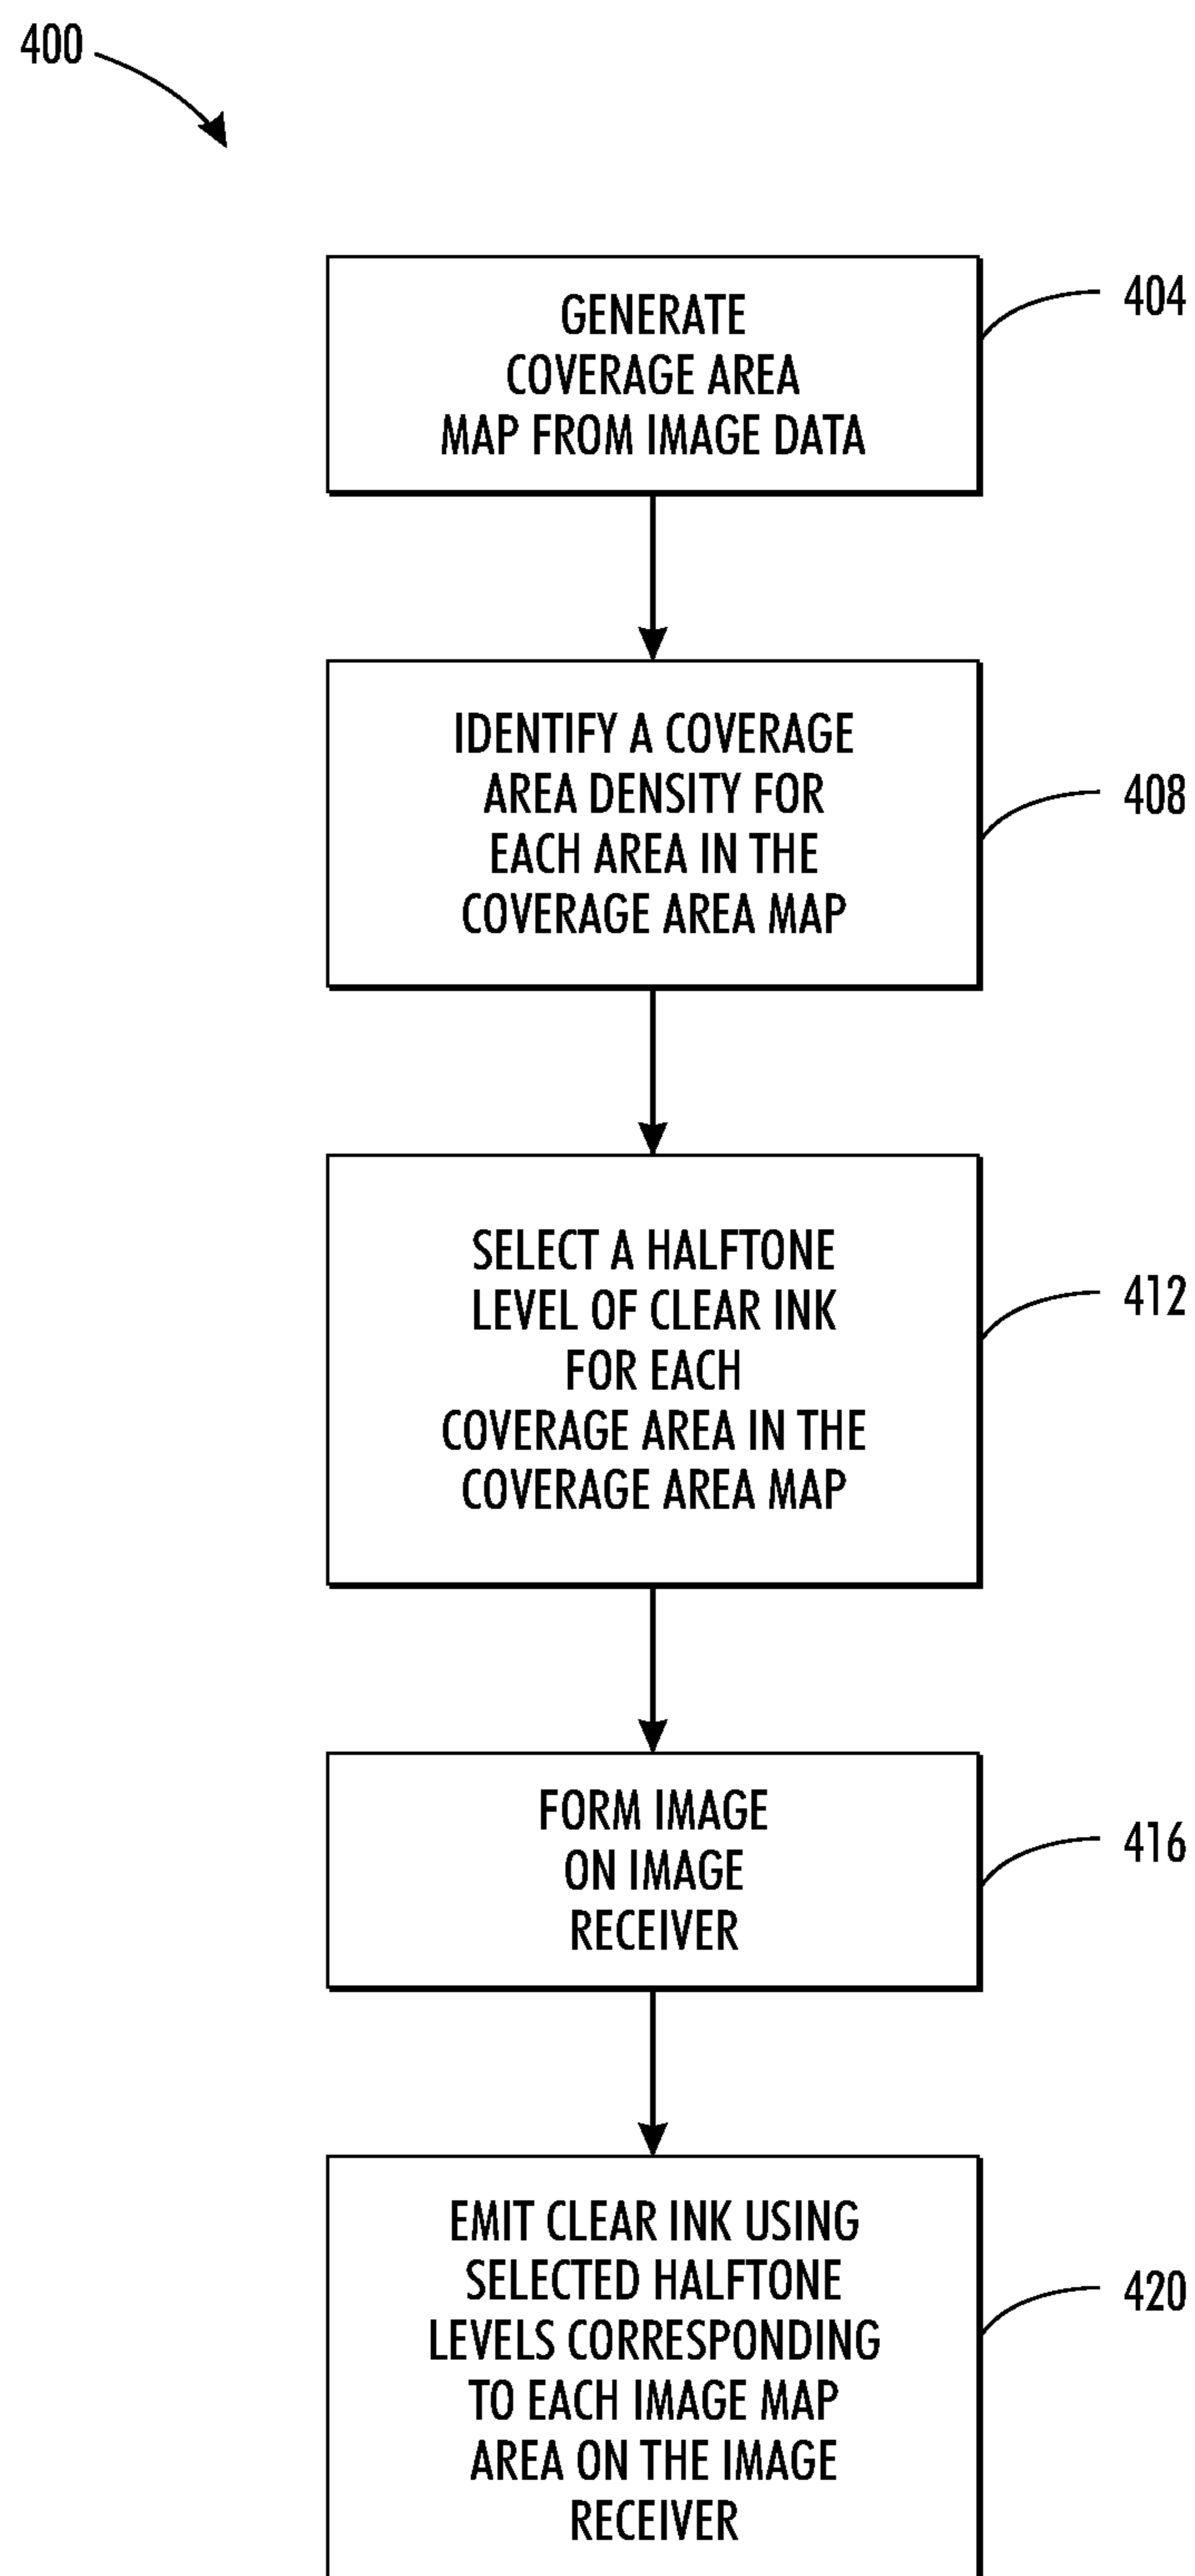 400
GENERATE
COVERAGE AREA
MAP FROM IMAGE DATA
404
IDENTIFY A COVERAGE
AREA DENSITY FOR
EACH AREA IN THE
COVERAGE AREA MAP
408
SELECT A HALFTONE
LEVEL OF CLEAR INK
FOR EACH
COVERAGE AREA IN THE
COVERAGE AREA MAP
412
FORM IMAGE
ON IMAGE
RECEIVER
416
EMIT CLEAR INK USING
SELECTED HALFTONE
LEVELS CORRESPONDING
TO EACH IMAGE MAP
AREA ON THE IMAGE
RECEIVER
420